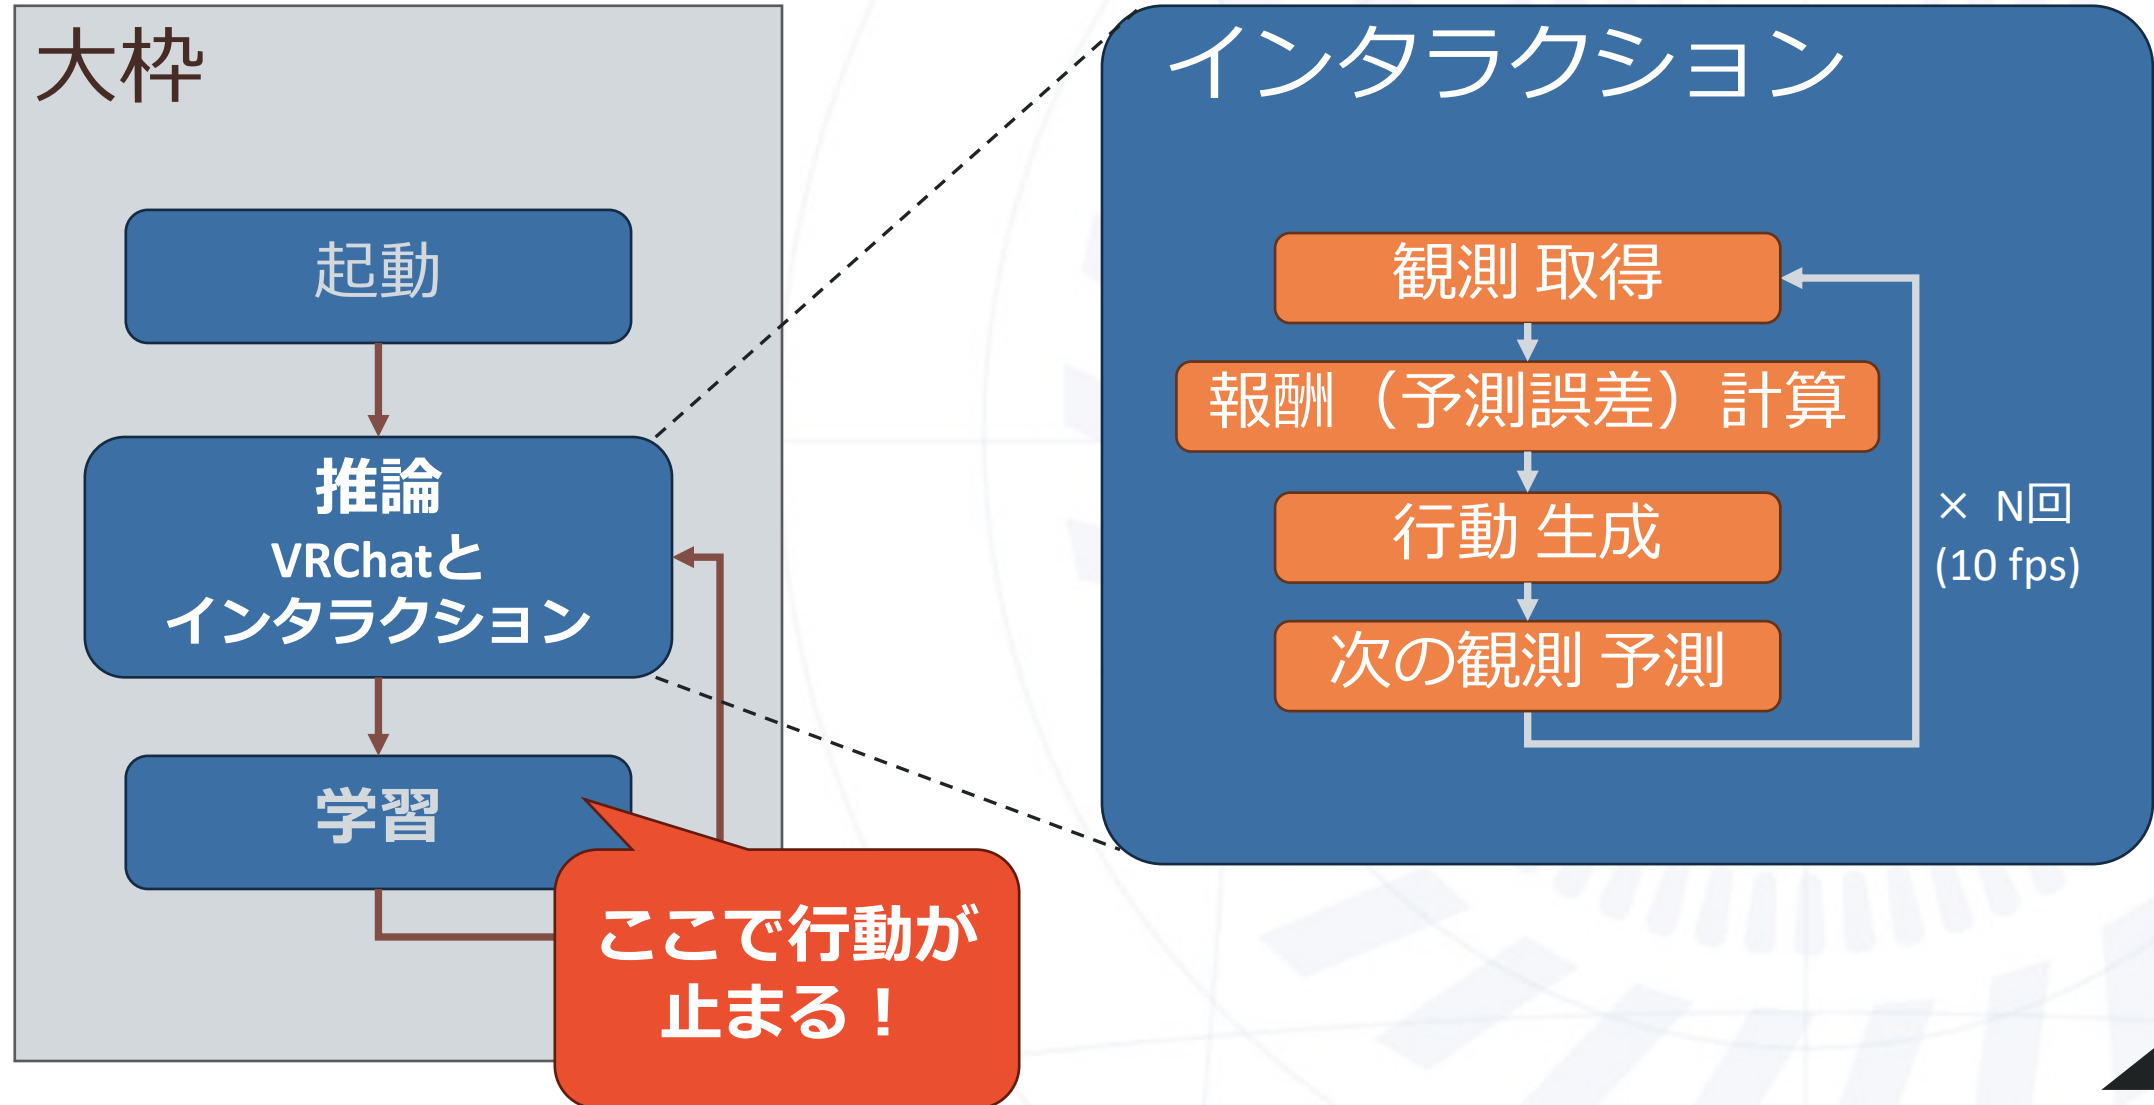 大枠
起動
推論
VRChatと
インタラクション
学習
ここで行動が
止まる！
インタラクション
観測 取得
報酬（予測誤差）計算
行動 生成
次の観測 予測
× N回
(10 fps)